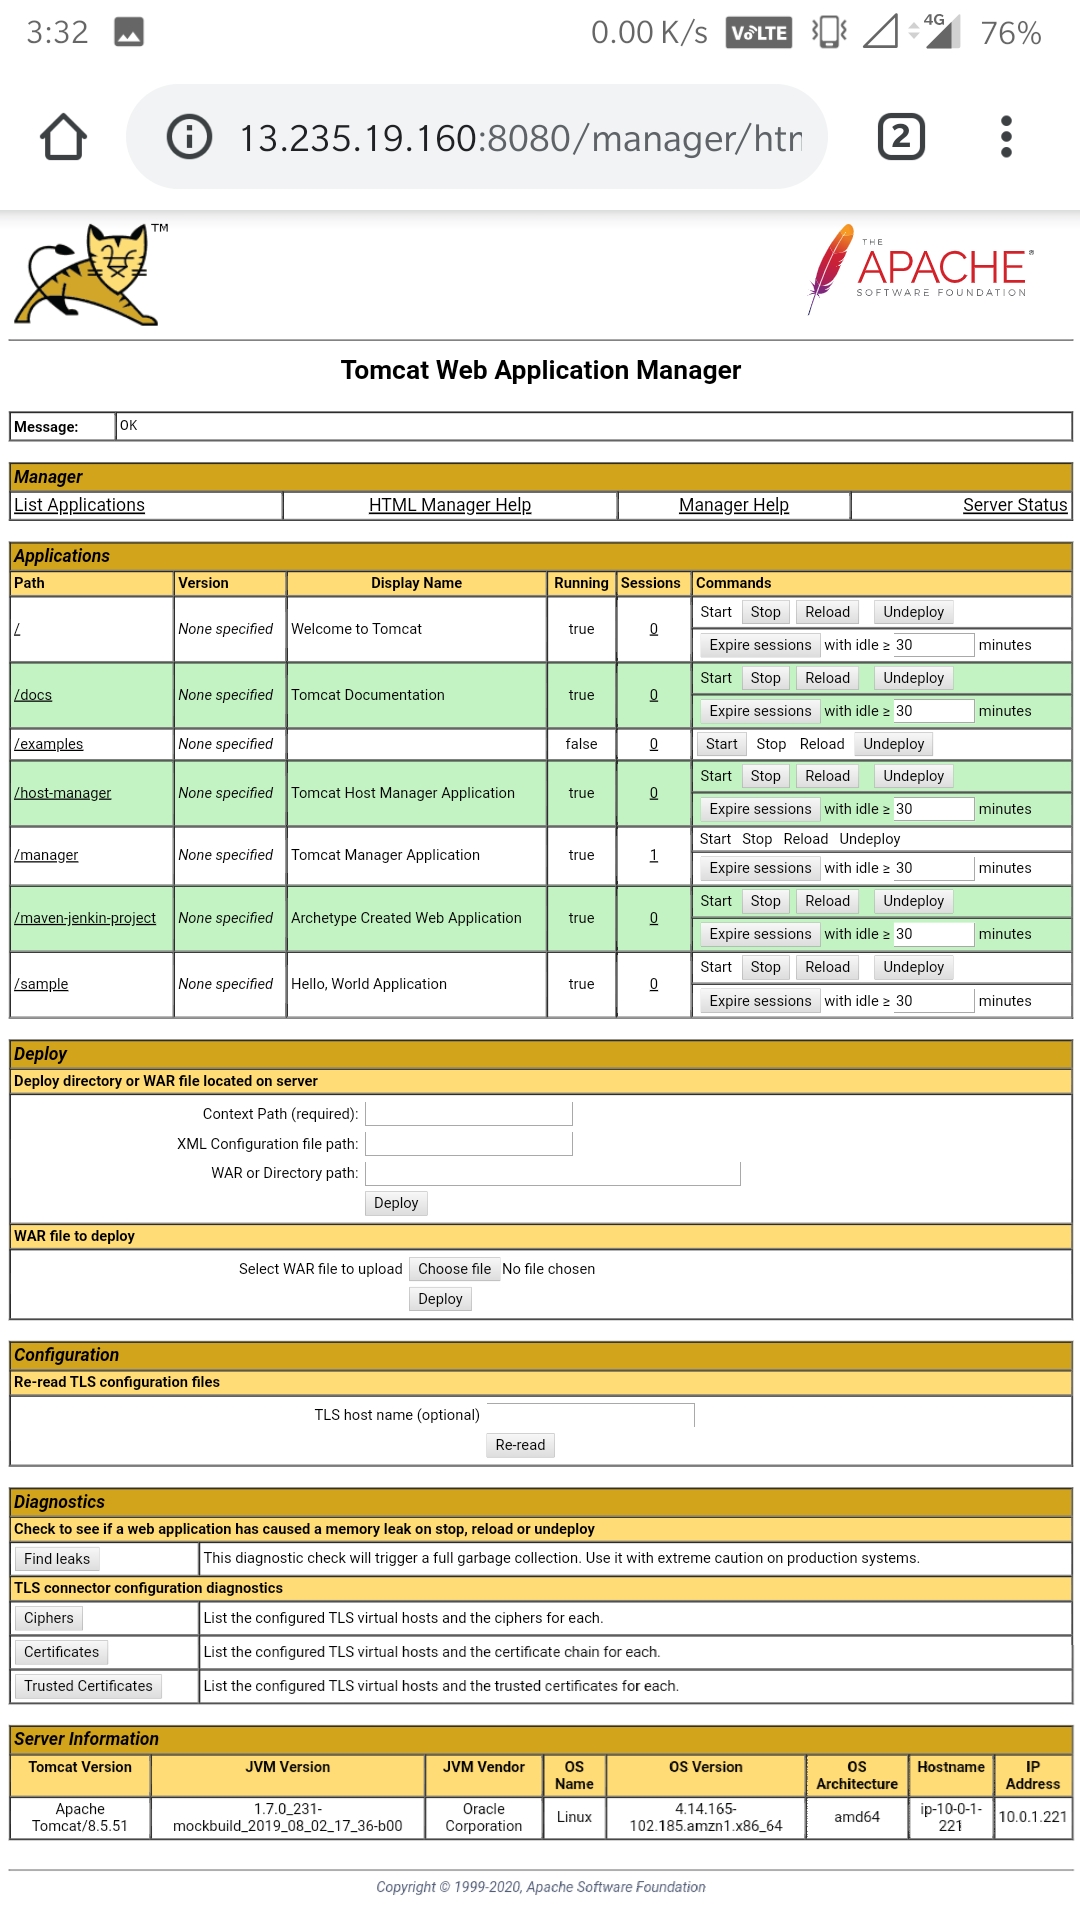 3:32 0.00 K/s VoLTE 4G 76%
13.235.19.160:8080/manager/htm 2
TM
THE
APACHE®
SOFTWARE FOUNDATION
Tomcat Web Application Manager
Message: OK
Manager
List Applications HTML Manager Help Manager Help Server Status
Applications
Path Version Display Name Running Sessions Commands
/ None specified Welcome to Tomcat true 0 Start Stop Reload Undeploy
Expire sessions with idle ≥ 30 minutes
/docs None specified Tomcat Documentation true 0 Start Stop Reload Undeploy
Expire sessions with idle ≥ 30 minutes
/examples None specified false 0 Start Stop Reload Undeploy
/host-manager None specified Tomcat Host Manager Application true 0 Start Stop Reload Undeploy
Expire sessions with idle ≥ 30 minutes
/manager None specified Tomcat Manager Application true 1 Start Stop Reload Undeploy
Expire sessions with idle ≥ 30 minutes
/maven-jenkin-project None specified Archetype Created Web Application true 0 Start Stop Reload Undeploy
Expire sessions with idle ≥ 30 minutes
/sample None specified Hello, World Application true 0 Start Stop Reload Undeploy
Expire sessions with idle ≥ 30 minutes
Deploy
Deploy directory or WAR file located on server
Context Path (required):
XML Configuration file path:
WAR or Directory path:
Deploy
WAR file to deploy
Select WAR file to upload Choose file No file chosen
Deploy
Configuration
Re-read TLS configuration files
TLS host name (optional)
Re-read
Diagnostics
Check to see if a web application has caused a memory leak on stop, reload or undeploy
Find leaks This diagnostic check will trigger a full garbage collection. Use it with extreme caution on production systems.
TLS connector configuration diagnostics
Ciphers List the configured TLS virtual hosts and the ciphers for each.
Certificates List the configured TLS virtual hosts and the certificate chain for each.
Trusted Certificates List the configured TLS virtual hosts and the trusted certificates for each.
Server Information
Tomcat Version JVM Version JVM Vendor OS Name OS Version OS Architecture Hostname IP Address
Apache Tomcat/8.5.51 1.7.0_231-mockbuild_2019_08_02_17_36-b00 Oracle Corporation Linux 4.14.165-102.185.amzn1.x86_64 amd64 ip-10-0-1-221 10.0.1.221
Copyright © 1999-2020, Apache Software Foundation